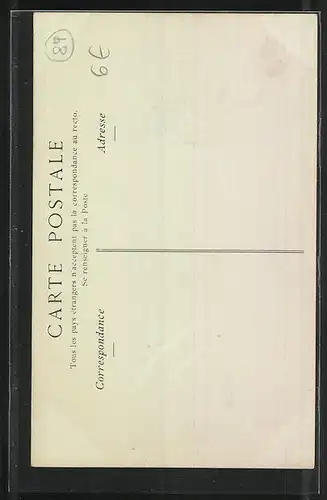 84
6€
CARTE POSTALE
Tous les pays étrangers n'acceptent pas la correspondance au recto.
Se renseigner à la Poste
Correspondance
Adresse